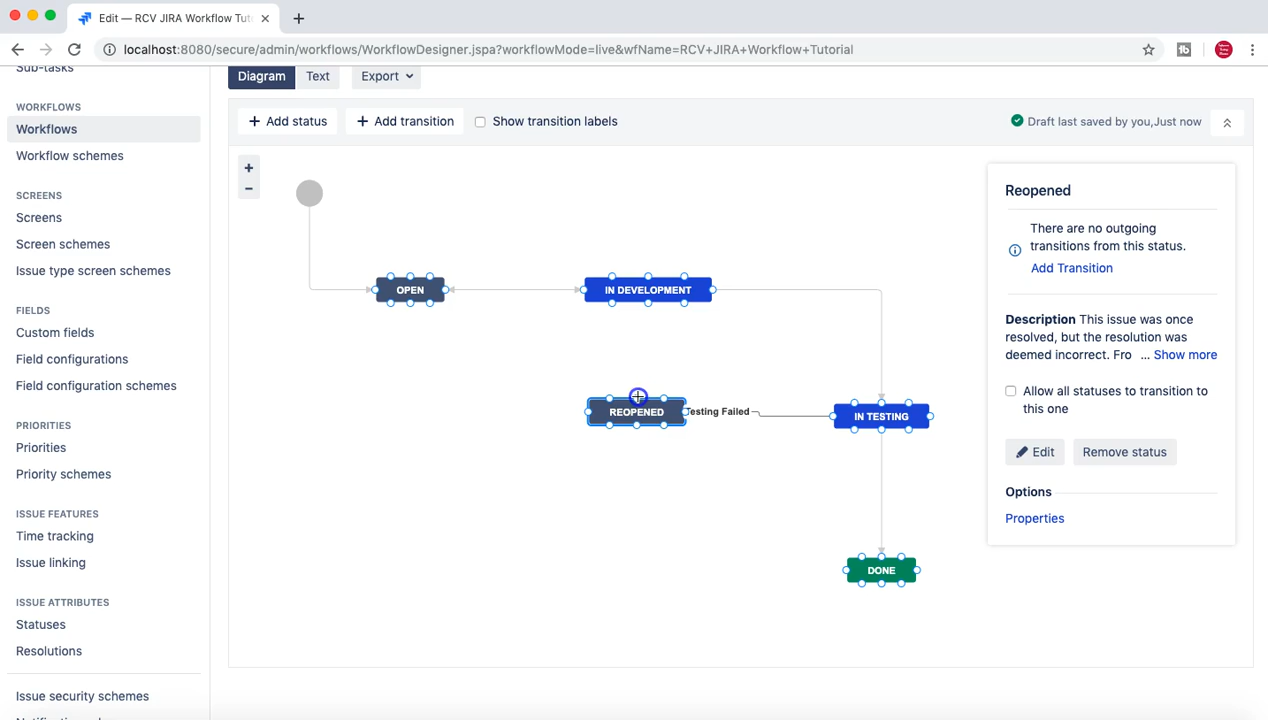 Edit — RCV JIRA Workflow Tut
localhost:8080/secure/admin/workflows/WorkflowDesigner.jspa?workflowMode=live&wfName=RCV+JIRA+Workflow+Tutorial
Sub-tasks
WORKFLOWS
Workflows
Workflow schemes
SCREENS
Screens
Screen schemes
Issue type screen schemes
FIELDS
Custom fields
Field configurations
Field configuration schemes
PRIORITIES
Priorities
Priority schemes
ISSUE FEATURES
Time tracking
Issue linking
ISSUE ATTRIBUTES
Statuses
Resolutions
Issue security schemes
Diagram Text Export
Add status Add transition Show transition labels Draft last saved by you,Just now
OPEN IN DEVELOPMENT
REOPENED Testing Failed IN TESTING
DONE
Reopened
There are no outgoing
transitions from this status.
Add Transition
Description This issue was once
resolved, but the resolution was
deemed incorrect. Fro ... Show more
Allow all statuses to transition to
this one
Edit Remove status
Options
Properties